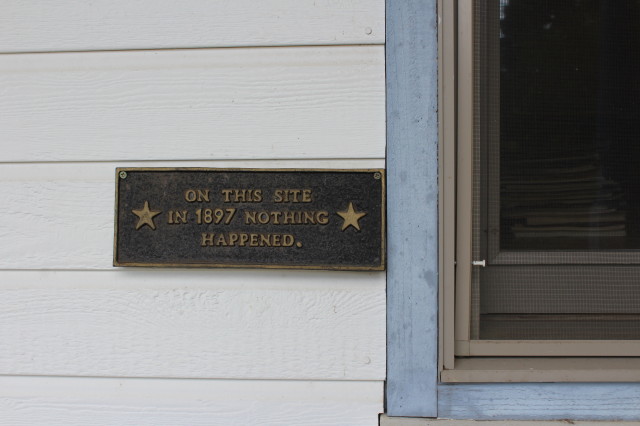 ON THIS SITE
IN 1897 NOTHING
HAPPENED.